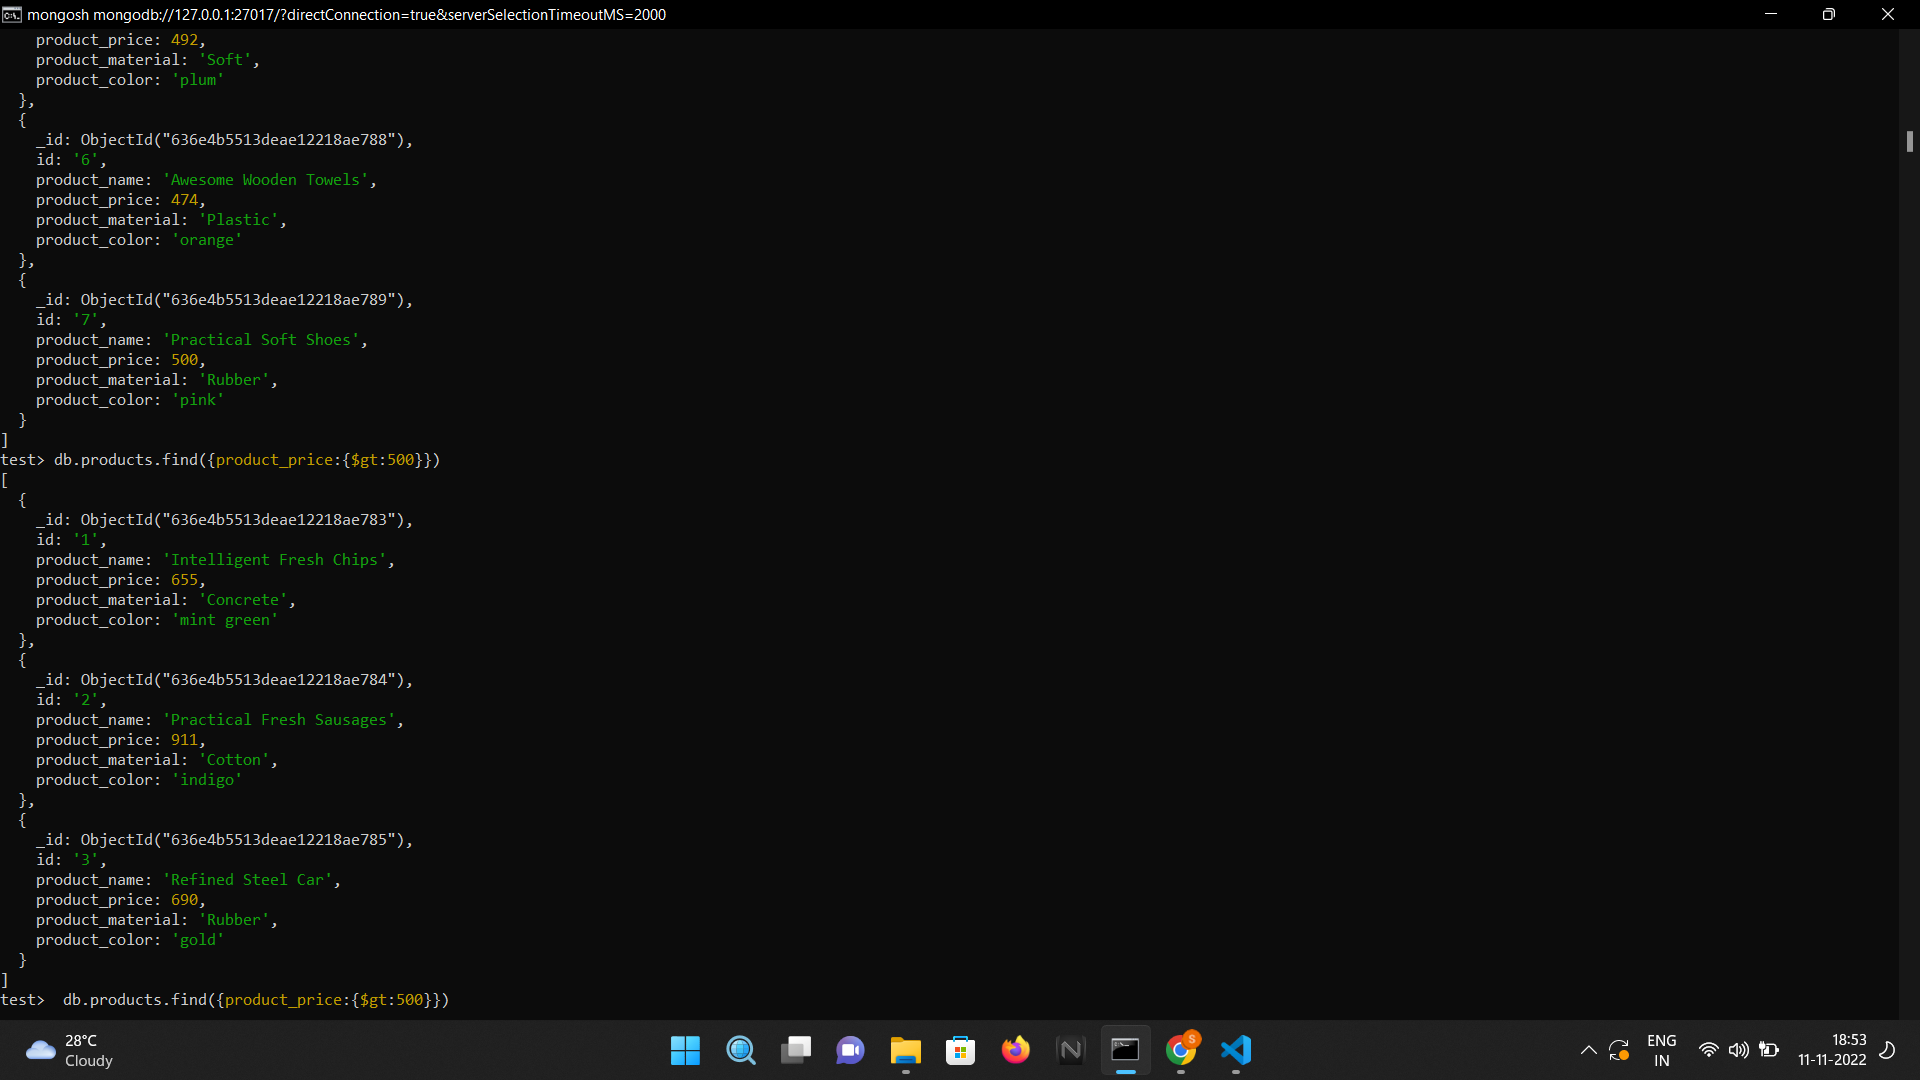 mongosh mongodb://127.0.0.1:27017/?directConnection=true&serverSelectionTimeoutMS=2000
    product_price: 492,
    product_material: 'Soft',
    product_color: 'plum'
  },
  {
    _id: ObjectId("636e4b5513deae12218ae788"),
    id: '6',
    product_name: 'Awesome Wooden Towels',
    product_price: 474,
    product_material: 'Plastic',
    product_color: 'orange'
  },
  {
    _id: ObjectId("636e4b5513deae12218ae789"),
    id: '7',
    product_name: 'Practical Soft Shoes',
    product_price: 500,
    product_material: 'Rubber',
    product_color: 'pink'
  }
]
test> db.products.find({product_price:{$gt:500}})
[
  {
    _id: ObjectId("636e4b5513deae12218ae783"),
    id: '1',
    product_name: 'Intelligent Fresh Chips',
    product_price: 655,
    product_material: 'Concrete',
    product_color: 'mint green'
  },
  {
    _id: ObjectId("636e4b5513deae12218ae784"),
    id: '2',
    product_name: 'Practical Fresh Sausages',
    product_price: 911,
    product_material: 'Cotton',
    product_color: 'indigo'
  },
  {
    _id: ObjectId("636e4b5513deae12218ae785"),
    id: '3',
    product_name: 'Refined Steel Car',
    product_price: 690,
    product_material: 'Rubber',
    product_color: 'gold'
  }
]
test>  db.products.find({product_price:{$gt:500}})
28°C
Cloudy
N
S
ENG
IN
18:53
11-11-2022